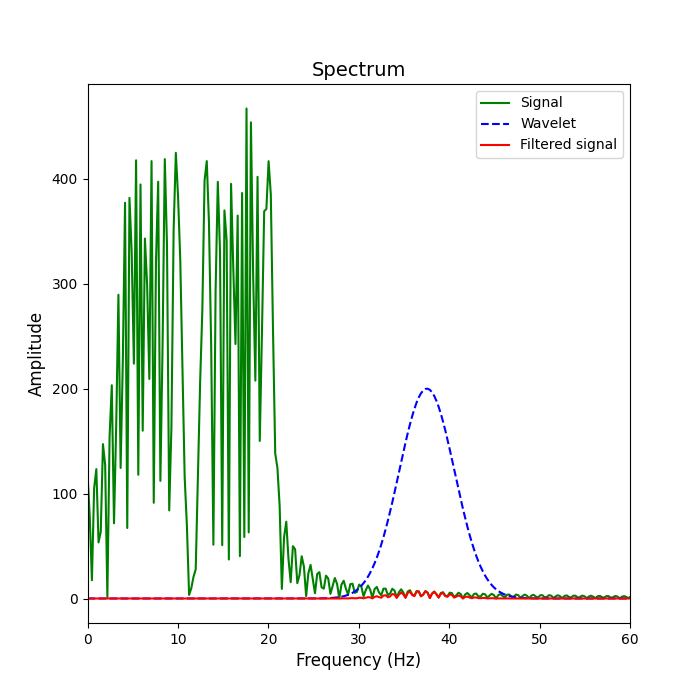 Spectrum
Signal
Wavelet
Filtered signal
400
300
200
100
0
Amplitude
0 10 20 30 40 50 60
Frequency (Hz)